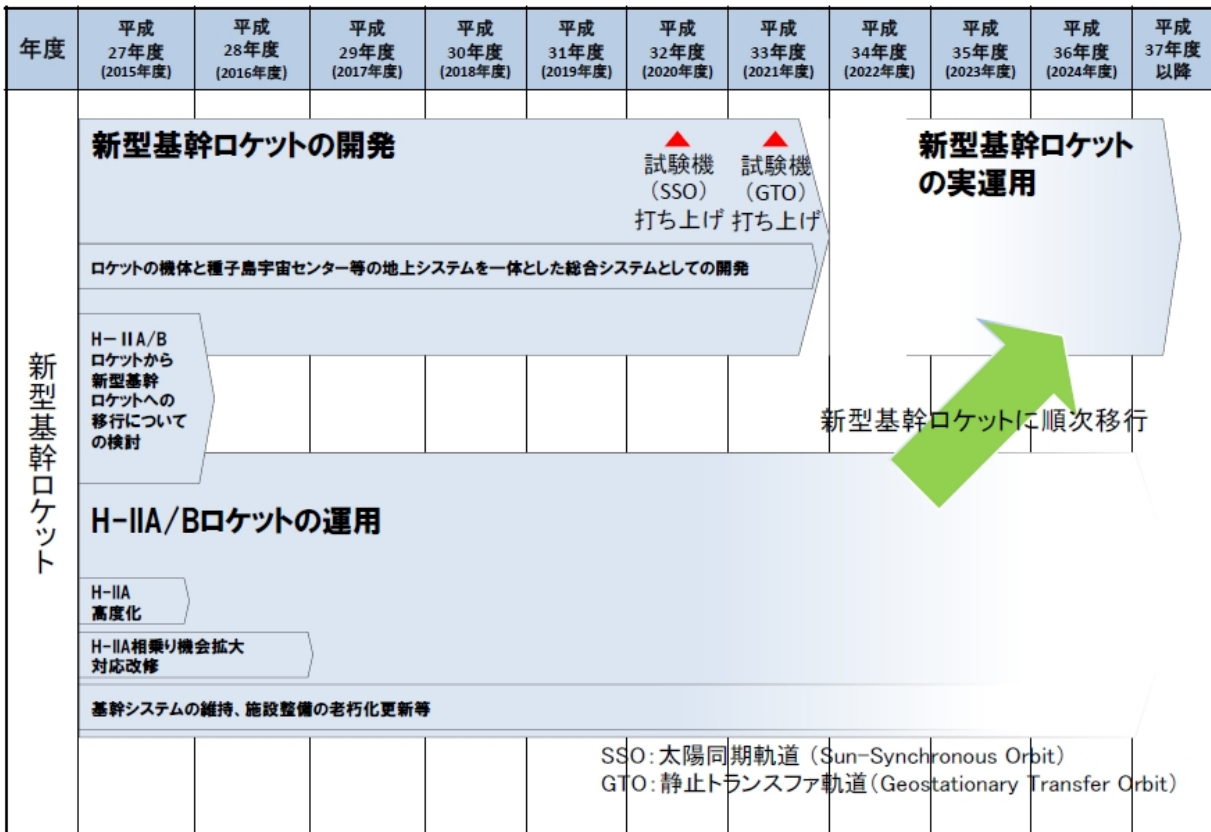 年度
平成
27年度
(2015年度)
平成
28年度
(2016年度)
平成
29年度
(2017年度)
平成
30年度
(2018年度)
平成
31年度
(2019年度)
平成
32年度
(2020年度)
平成
33年度
(2021年度)
平成
34年度
(2022年度)
平成
35年度
(2023年度)
平成
36年度
(2024年度)
平成
37年度
以降
新型基幹ロケット
新型基幹ロケットの開発
試験機
(SSO)
打ち上げ
試験機
(GTO)
打ち上げ
新型基幹ロケット
の実運用
ロケットの機体と種子島宇宙センター等の地上システムを一体とした総合システムとしての開発
H-ⅡA/B
ロケットから
新型基幹
ロケットへの
移行について
の検討
新型基幹ロケットに順次移行
H-ⅡA/Bロケットの運用
H-ⅡA
高度化
H-ⅡA相乗り機会拡大
対応改修
基幹システムの維持、施設整備の老朽化更新等
SSO:太陽同期軌道 (Sun-Synchronous Orbit)
GTO:静止トランスファ軌道(Geostationary Transfer Orbit)